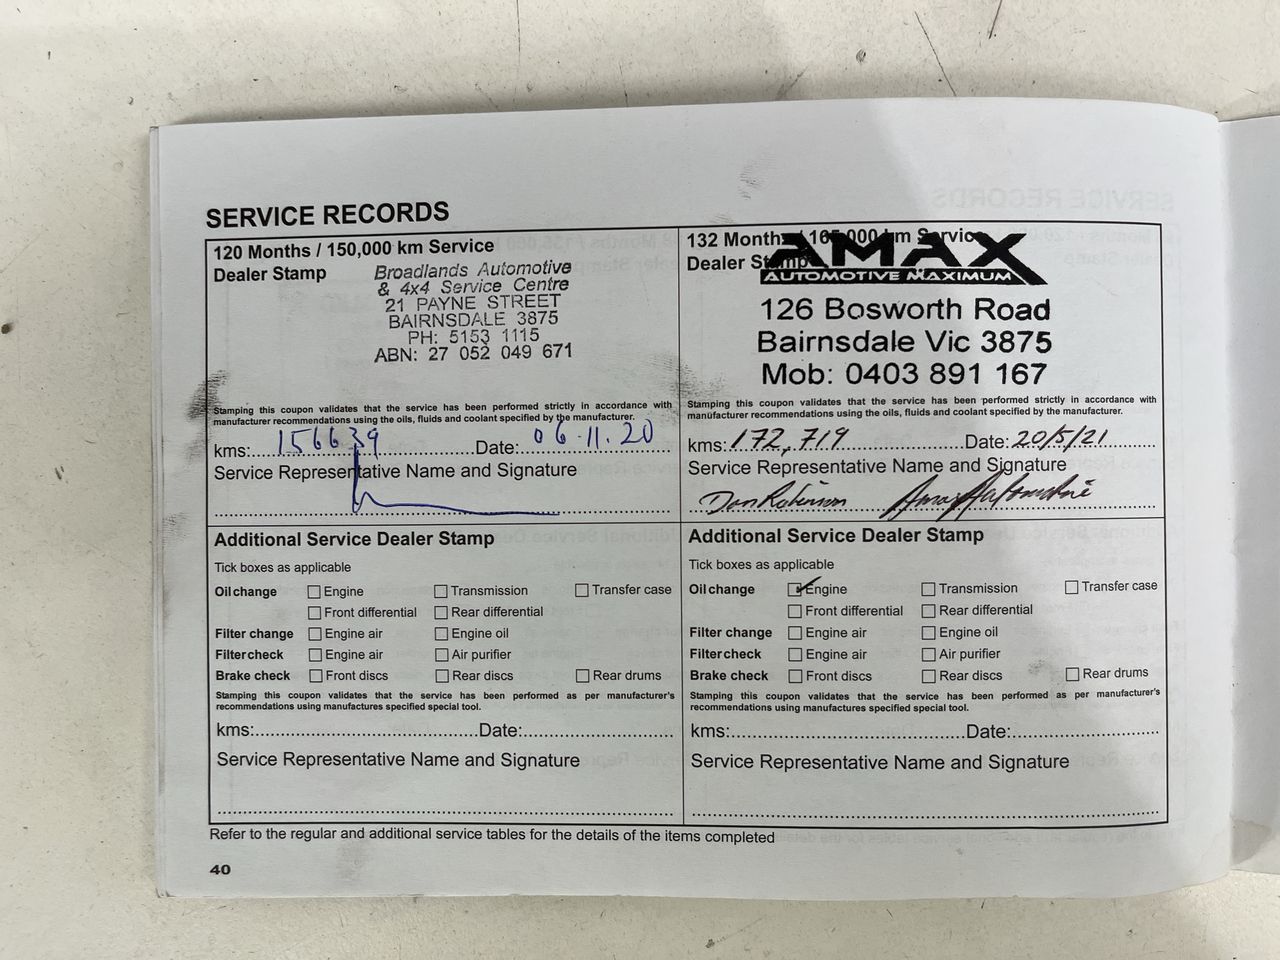 SERVICE RECORDS
120 Months / 150,000 km Service
Dealer Stamp
Broadlands Automotive
& 4x4 Service Centre
21 PAYNE STREET
BAIRNSDALE 3875
PH: 5153 1115
ABN: 27 052 049 671
Stamping this coupon validates that the service has been performed strictly in accordance with
manufacturer recommendations using the oils, fluids and coolant specified by the manufacturer.
kms: 156639 Date: 06.11.20
Service Representative Name and Signature
Additional Service Dealer Stamp
Tick boxes as applicable
Oil change Engine Transmission Transfer case
Front differential Rear differential
Filter change Engine air Engine oil
Filter check Engine air Air purifier
Brake check Front discs Rear discs Rear drums
Stamping this coupon validates that the service has been performed as per manufacturer's
recommendations using manufactures specified special tool.
kms: Date:
Service Representative Name and Signature
132 Months / 165,000 km Service
Dealer Stamp
AMAX
AUTOMOTIVE MAXIMUM
126 Bosworth Road
Bairnsdale Vic 3875
Mob: 0403 891 167
Stamping this coupon validates that the service has been performed strictly in accordance with
manufacturer recommendations using the oils, fluids and coolant specified by the manufacturer.
kms: 172,719 Date: 20/5/21
Service Representative Name and Signature
Don Robinson Amax Automotive
Additional Service Dealer Stamp
Tick boxes as applicable
Oil change Engine Transmission Transfer case
Front differential Rear differential
Filter change Engine air Engine oil
Filter check Engine air Air purifier
Brake check Front discs Rear discs Rear drums
Stamping this coupon validates that the service has been performed as per manufacturer's
recommendations using manufactures specified special tool.
kms: Date:
Service Representative Name and Signature
Refer to the regular and additional service tables for the details of the items completed
40